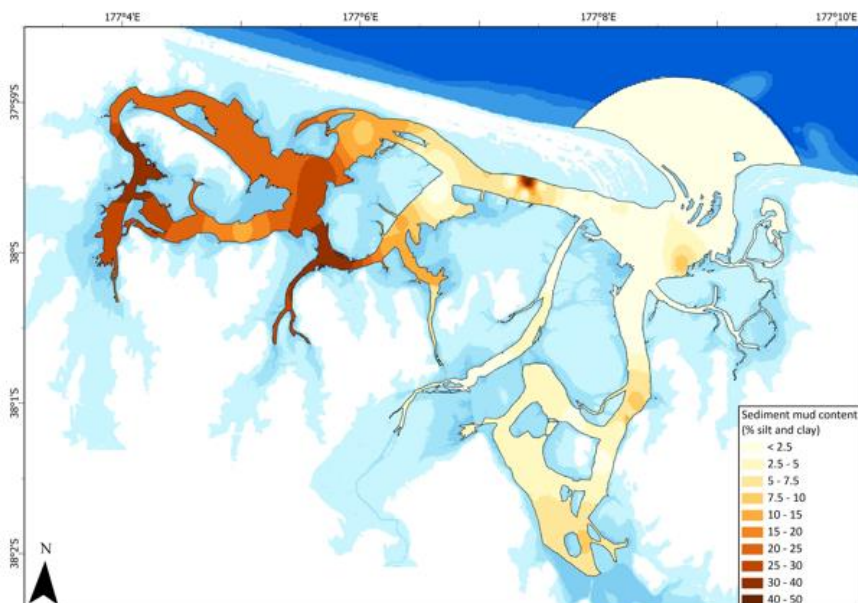 177°4'E
177°6'E
177°8'E
177°10'E
37°59'S
38°S
38°1'S
38°2'S
N
Sediment mud content
(% silt and clay)
< 2.5
2.5 - 5
5 - 7.5
7.5 - 10
10 - 15
15 - 20
20 - 25
25 - 30
30 - 40
40 - 50